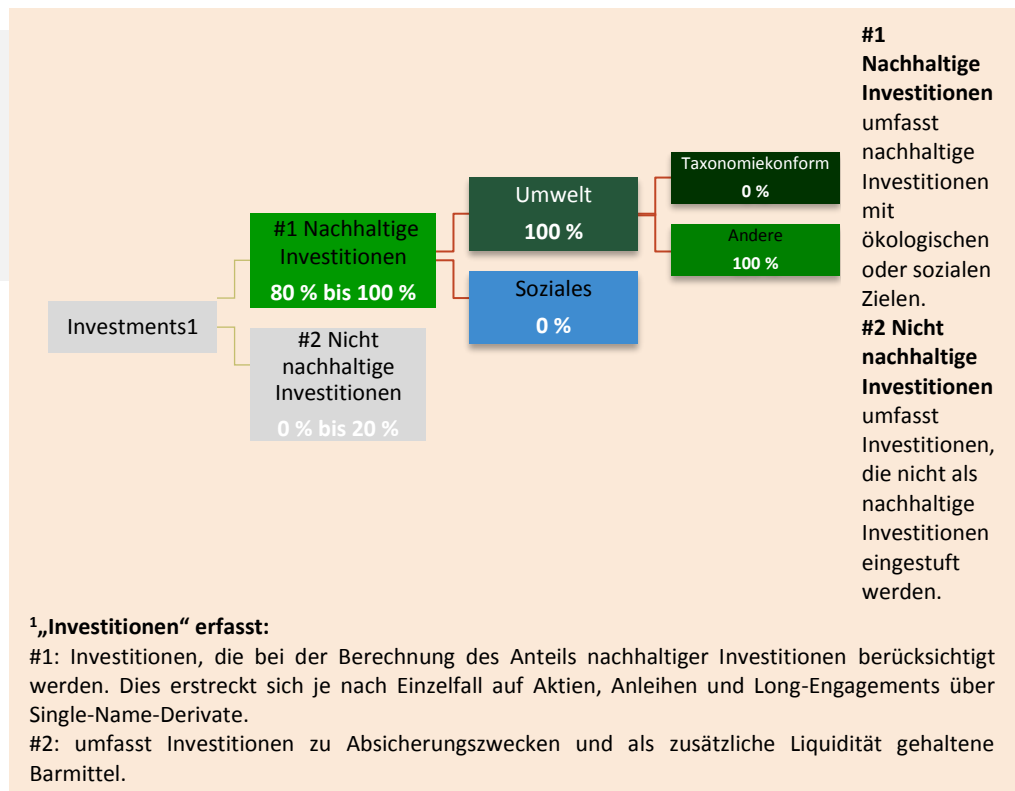 Investments1
#1 Nachhaltige
Investitionen
80 % bis 100 %
#2 Nicht
nachhaltige
Investitionen
0 % bis 20 %
Umwelt
100 %
Soziales
0 %
Taxonomiekonform
0 %
Andere
100 %
#1
Nachhaltige
Investitionen
umfasst
nachhaltige
Investitionen
mit
ökologischen
oder sozialen
Zielen.
#2 Nicht
nachhaltige
Investitionen
umfasst
Investitionen,
die nicht als
nachhaltige
Investitionen
eingestuft
werden.
1„Investitionen“ erfasst:
#1: Investitionen, die bei der Berechnung des Anteils nachhaltiger Investitionen berücksichtigt
werden. Dies erstreckt sich je nach Einzelfall auf Aktien, Anleihen und Long-Engagements über
Single-Name-Derivate.
#2: umfasst Investitionen zu Absicherungszwecken und als zusätzliche Liquidität gehaltene
Barmittel.